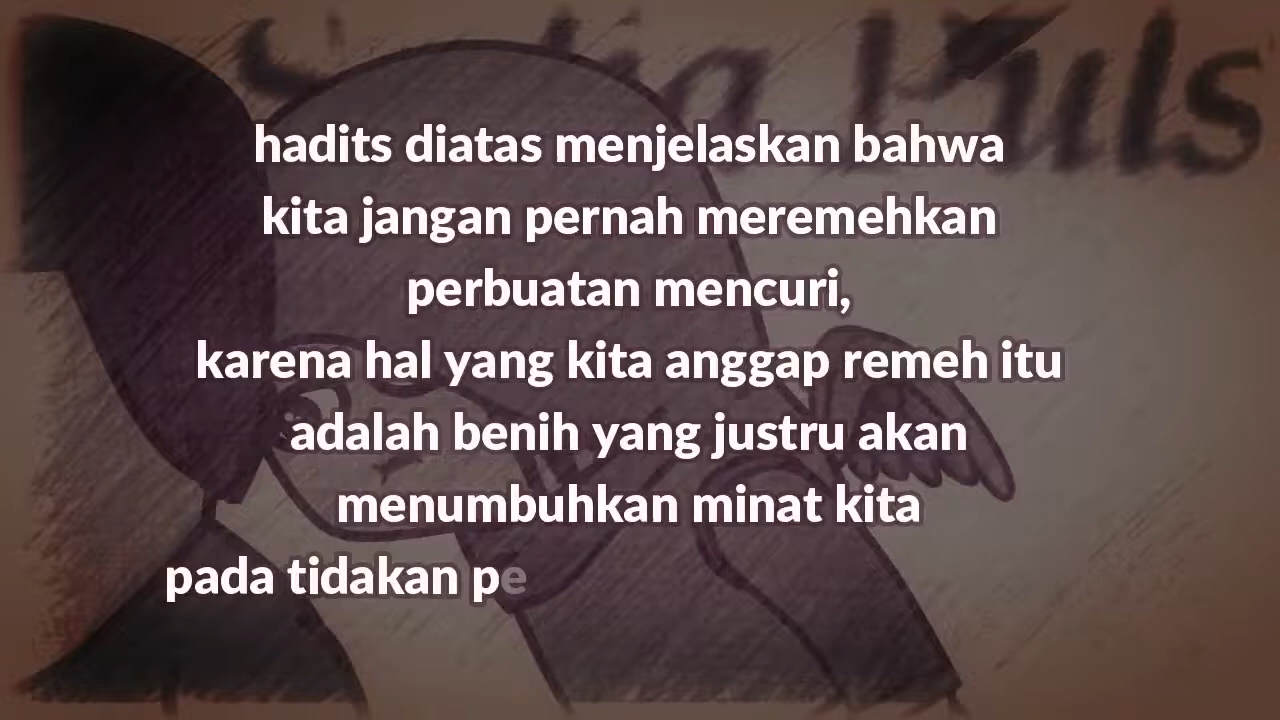 hadits diatas menjelaskan bahwa
kita jangan pernah meremehkan
perbuatan mencuri,
karena hal yang kita anggap remeh itu
adalah benih yang justru akan
menumbuhkan minat kita
pada tidakan pe